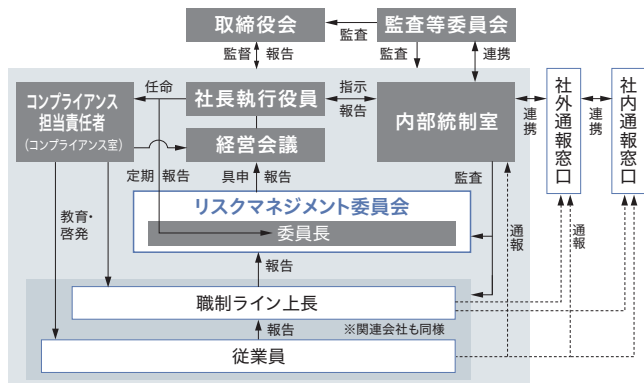 取締役会
監査
監査等委員会
監督
報告
監査
連携
コンプライアンス
担当責任者
（コンプライアンス室）
任命
社長執行役員
指示
報告
内部統制室
連携
社外通報窓口
連携
社内通報窓口
経営会議
定期
報告
具申
報告
監査
教育・
啓発
リスクマネジメント委員会
委員長
通報
通報
報告
職制ライン上長
報告
※関連会社も同様
従業員